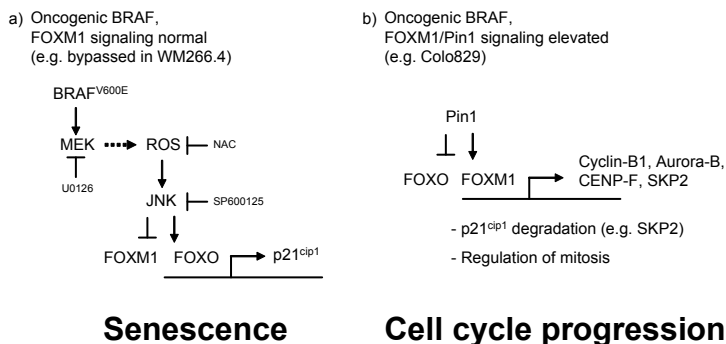 a) Oncogenic BRAF,
FOXM1 signaling normal
(e.g. bypassed in WM266.4)
BRAFV600E
MEK
ROS
NAC
U0126
JNK
SP600125
FOXM1 FOXO
p21cip1
Senescence
b) Oncogenic BRAF,
FOXM1/Pin1 signaling elevated
(e.g. Colo829)
Pin1
Cyclin-B1, Aurora-B,
FOXO FOXM1
CENP-F, SKP2
- p21cip1 degradation (e.g. SKP2)
- Regulation of mitosis
Cell cycle progression